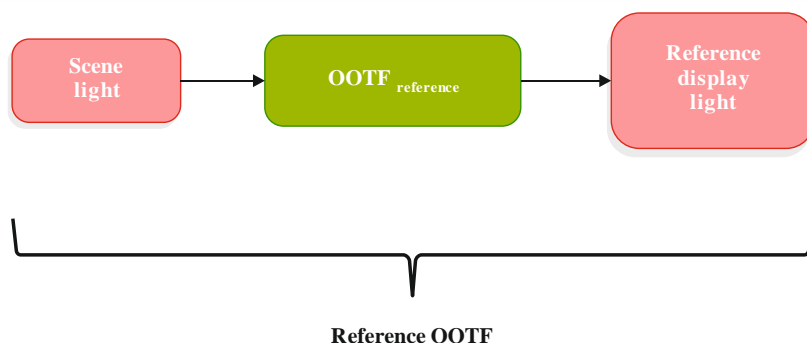 Scene
light
OOTF reference
Reference
display
light
Reference OOTF